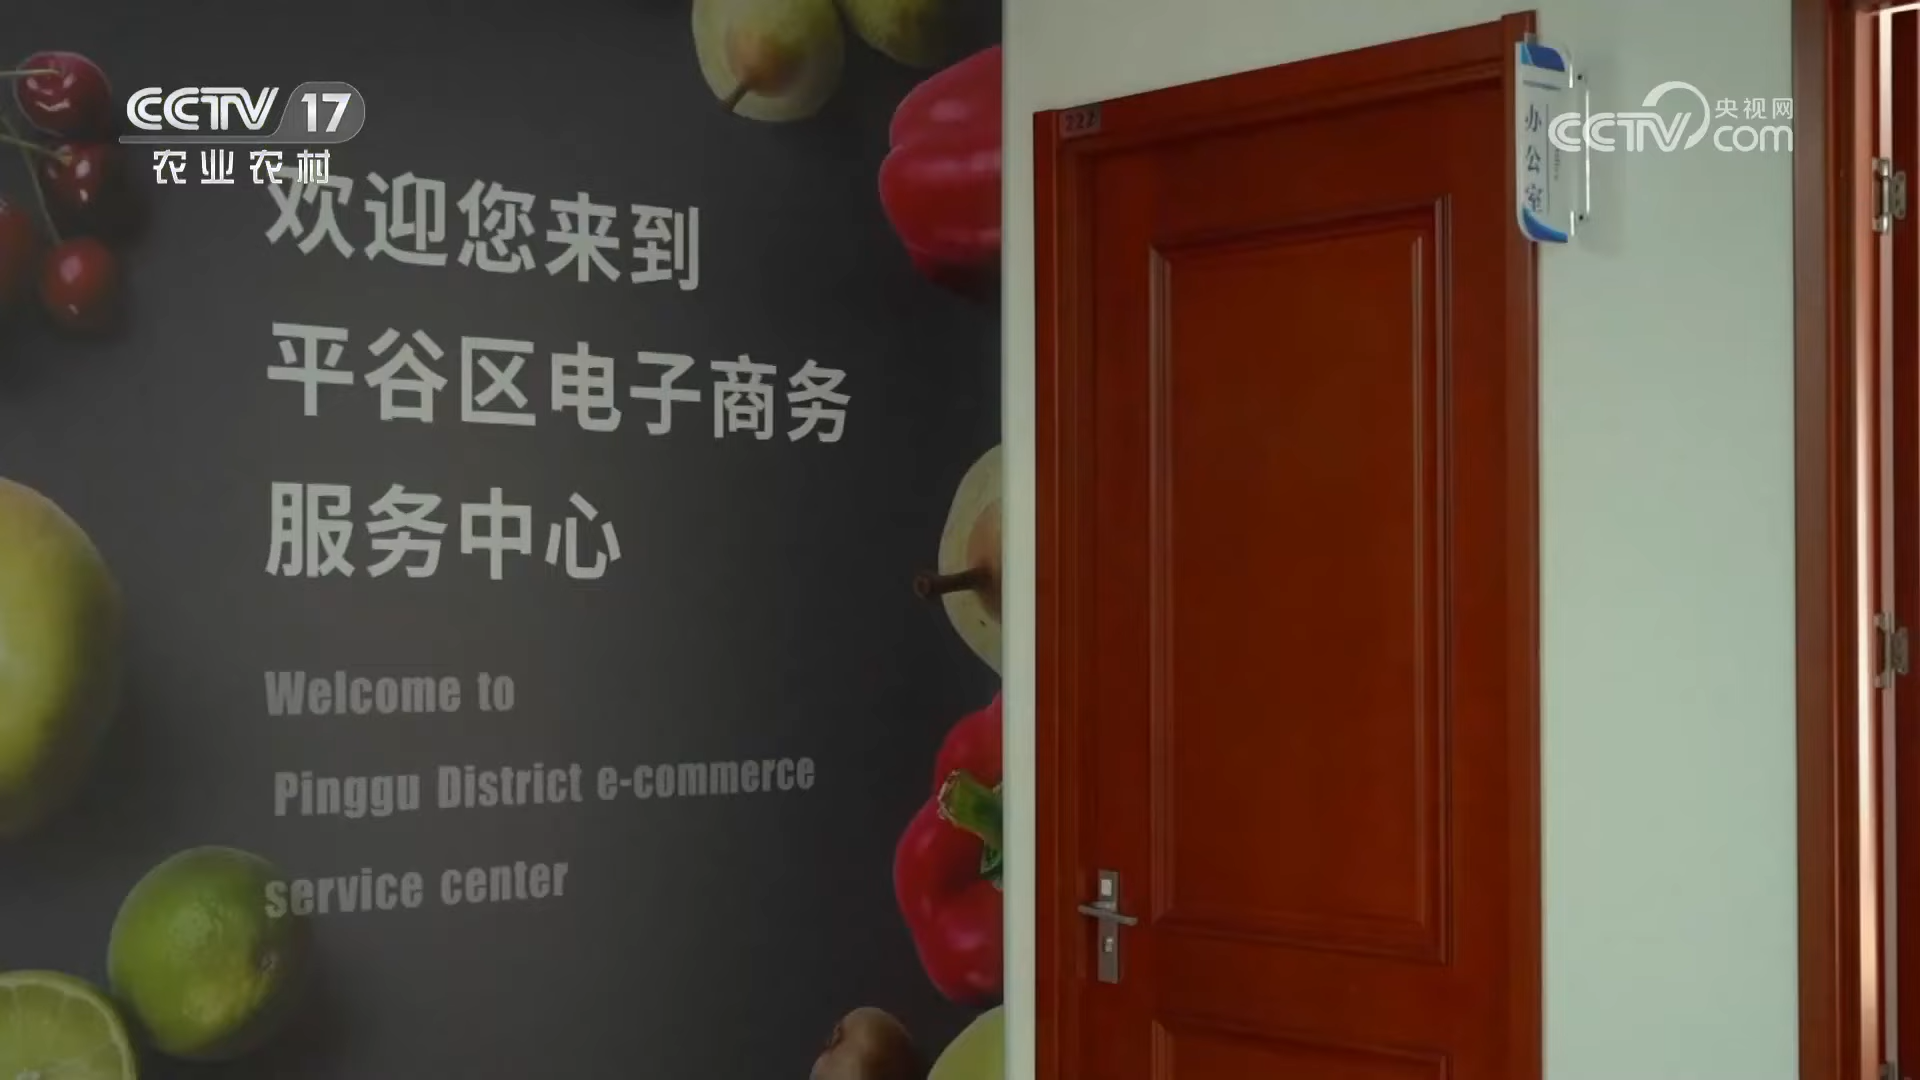 CCTV 17
农业农村
欢迎您来到
平谷区电子商务
服务中心
Welcome to
Pinggu District e-commerce
service center
222
办公室
央视网
CCTV.com